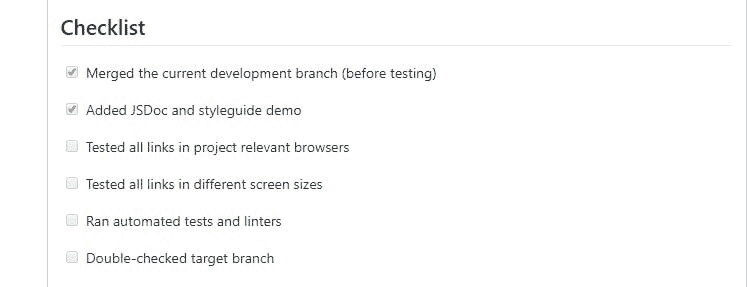 Checklist
Merged the current development branch (before testing)
Added JSDoc and styleguide demo
Tested all links in project relevant browsers
Tested all links in different screen sizes
Ran automated tests and linters
Double-checked target branch